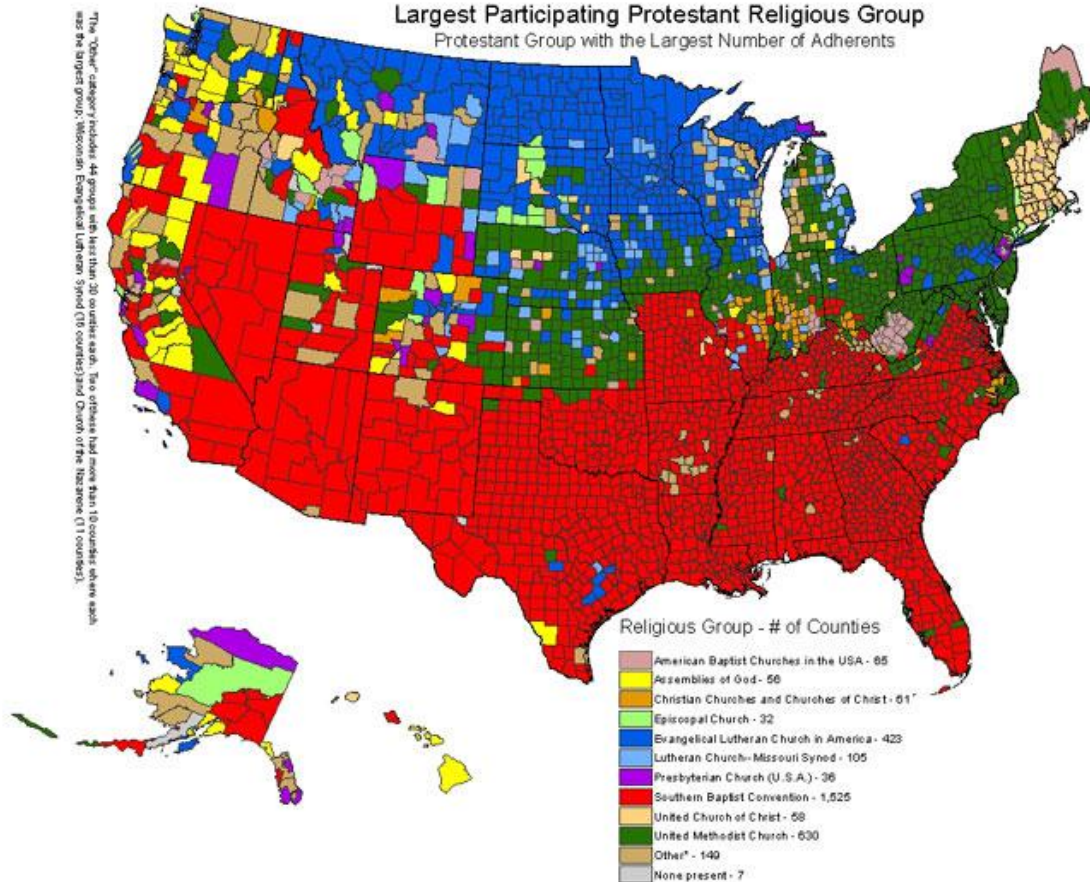 Largest Participating Protestant Religious Group
Protestant Group with the Largest Number of Adherents
*The "Other" category includes 44 groups with less than 30 counties each. Two of these had more than 10 counties where each
was the largest group; Wisconsin Evangelical Lutheran Synod (16 counties) and Church of the Nazarene (11 counties).
Religious Group - # of Counties
American Baptist Churches in the USA - 65
Assemblies of God - 56
Christian Churches and Churches of Christ - 61
Episcopal Church - 32
Evangelical Lutheran Church in America - 423
Lutheran Church--Missouri Synod - 105
Presbyterian Church (U.S.A.) - 36
Southern Baptist Convention - 1,525
United Church of Christ - 58
United Methodist Church - 630
Other* - 149
None present - 7